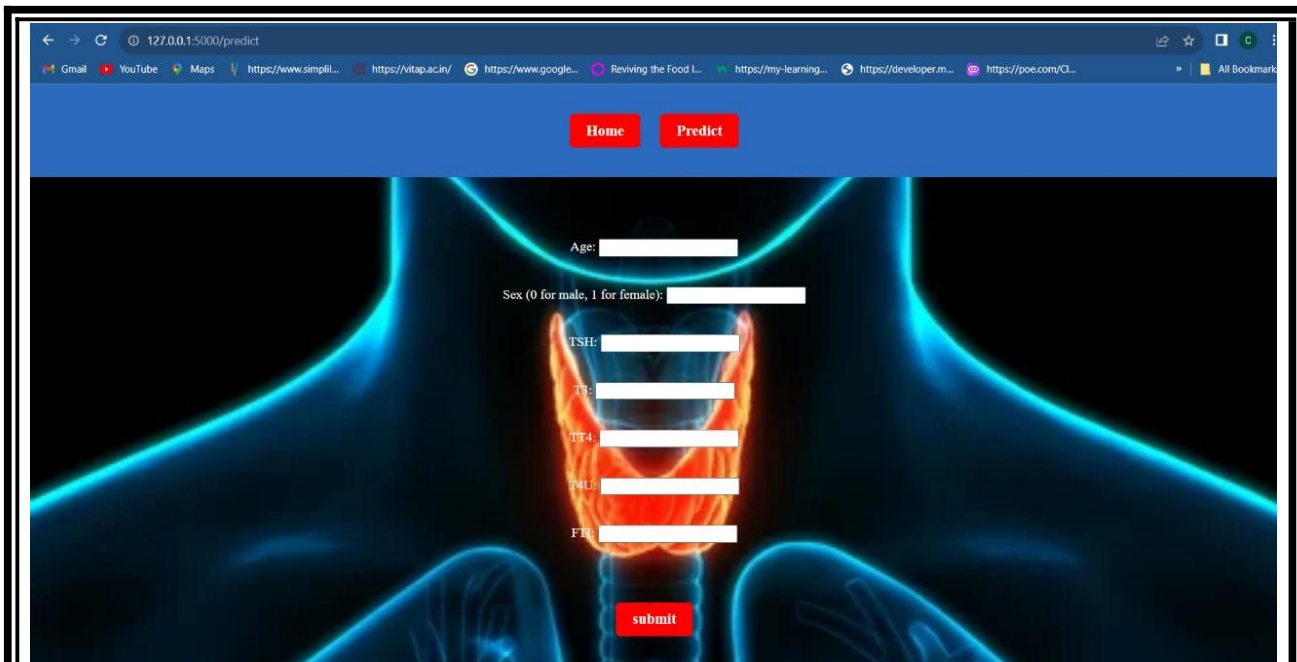 127.0.0.1:5000/predict
Gmail YouTube Maps https://www.simplil... https://vitap.ac.in/ https://www.google... Reviving the Food I... https://my-learning... https://developer.m... https://poe.com/Cl... » All Bookmark
Home Predict
Age:
Sex (0 for male, 1 for female):
TSH:
T3:
TT4:
T4U:
FTI:
submit